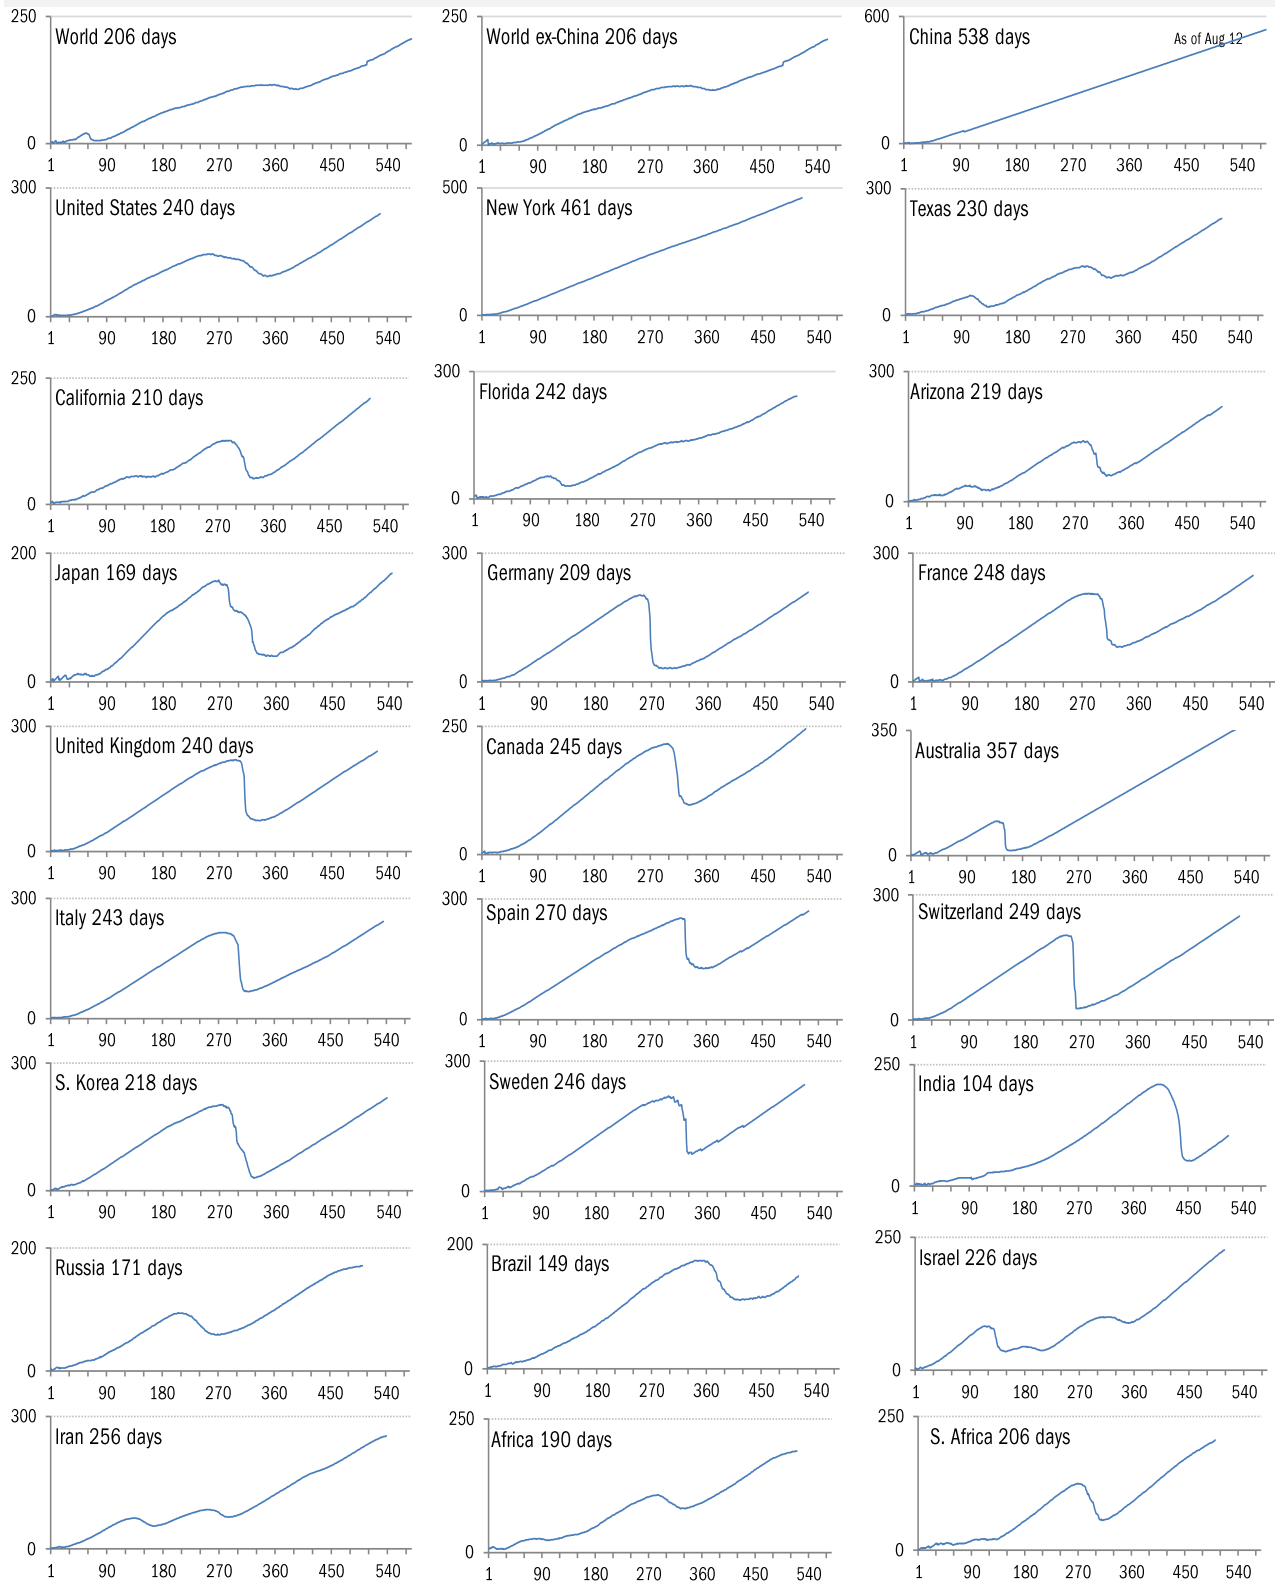 250
World 206 days
0
1 90 180 270 360 450 540
250
World ex-China 206 days
0
1 90 180 270 360 450 540
600
China 538 days
As of Aug 12
0
1 90 180 270 360 450 540
300
United States 240 days
0
1 90 180 270 360 450 540
500
New York 461 days
0
1 90 180 270 360 450 540
300
Texas 230 days
0
1 90 180 270 360 450 540
250
California 210 days
0
1 90 180 270 360 450 540
300
Florida 242 days
0
1 90 180 270 360 450 540
300
Arizona 219 days
0
1 90 180 270 360 450 540
200
Japan 169 days
0
1 90 180 270 360 450 540
300
Germany 209 days
0
1 90 180 270 360 450 540
300
France 248 days
0
1 90 180 270 360 450 540
300
United Kingdom 240 days
0
1 90 180 270 360 450 540
250
Canada 245 days
0
1 90 180 270 360 450 540
350
Australia 357 days
0
1 90 180 270 360 450 540
300
Italy 243 days
0
1 90 180 270 360 450 540
300
Spain 270 days
0
1 90 180 270 360 450 540
300
Switzerland 249 days
0
1 90 180 270 360 450 540
300
S. Korea 218 days
0
1 90 180 270 360 450 540
300
Sweden 246 days
0
1 90 180 270 360 450 540
250
India 104 days
0
1 90 180 270 360 450 540
200
Russia 171 days
0
1 90 180 270 360 450 540
200
Brazil 149 days
0
1 90 180 270 360 450 540
250
Israel 226 days
0
1 90 180 270 360 450 540
300
Iran 256 days
0
1 90 180 270 360 450 540
250
Africa 190 days
0
1 90 180 270 360 450 540
250
S. Africa 206 days
0
1 90 180 270 360 450 540